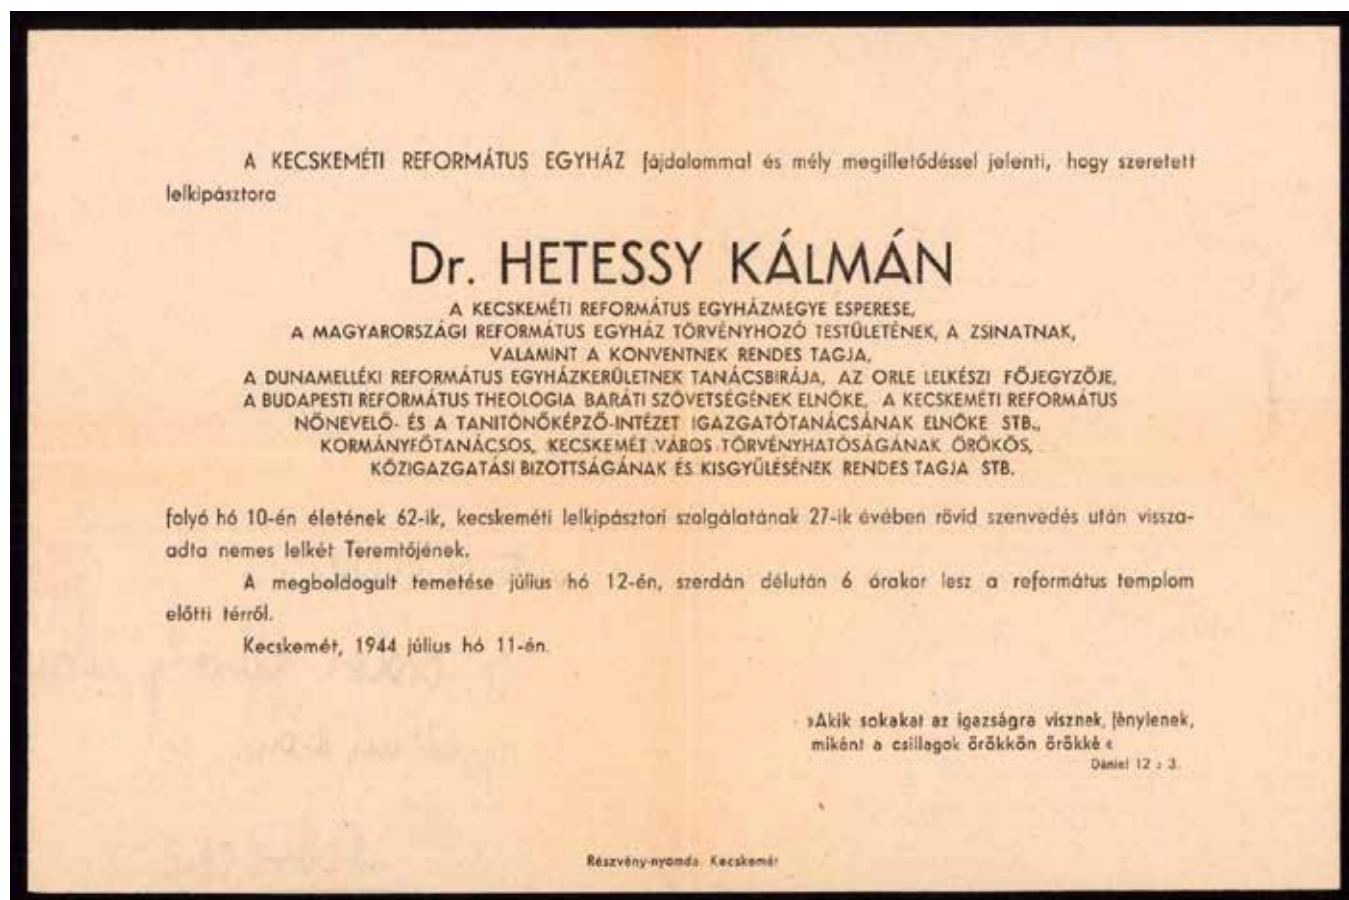 A KECSKEMÉTI REFORMÁTUS EGYHÁZ fájdalommal és mély megilletődéssel jelenti, hogy szeretett
lelkipásztora
Dr. HETESSY KÁLMÁN
A KECSKEMÉTI REFORMÁTUS EGYHÁZMEGYE ESPERESE,
A MAGYARORSZÁGI REFORMÁTUS EGYHÁZ TÖRVÉNYHOZÓ TESTÜLETÉNEK, A ZSINATNAK,
VALAMINT A KONVENTNEK RENDES TAGJA,
A DUNAMELLÉKI REFORMÁTUS EGYHÁZKERÜLETNEK TANÁCSBIRÁJA, AZ ORLE LELKÉSZI FŐJEGYZŐJE,
A BUDAPESTI REFORMÁTUS THEOLOGIA BARÁTI SZÖVETSÉGÉNEK ELNÖKE, A KECSKEMÉTI REFORMÁTUS
NŐNEVELŐ- ÉS A TANITÓNŐKÉPZŐ-INTÉZET IGAZGATÓTANÁCSÁNAK ELNÖKE STB.,
KORMÁNYFŐTANÁCSOS, KECSKEMÉT VÁROS TÖRVÉNYHATÓSÁGÁNAK ÖRÖKÖS,
KÖZIGAZGATÁSI BIZOTTSÁGÁNAK ÉS KISGYÜLÉSÉNEK RENDES TAGJA STB.
folyó hó 10-én életének 62-ik, kecskeméti lelkipásztori szolgálatának 27-ik évében rövid szenvedés után vissza-
adta nemes lelkét Teremtőjének.
A megboldogult temetése július hó 12-én, szerdán délután 6 órakor lesz a református templom
előtti térről.
Kecskemét, 1944 július hó 11-én.
»Akik sokakat az igazságra visznek, fénylenek,
miként a csillagok örökkön örökké «
Dániel 12 : 3.
Részvény-nyomda Kecskemét